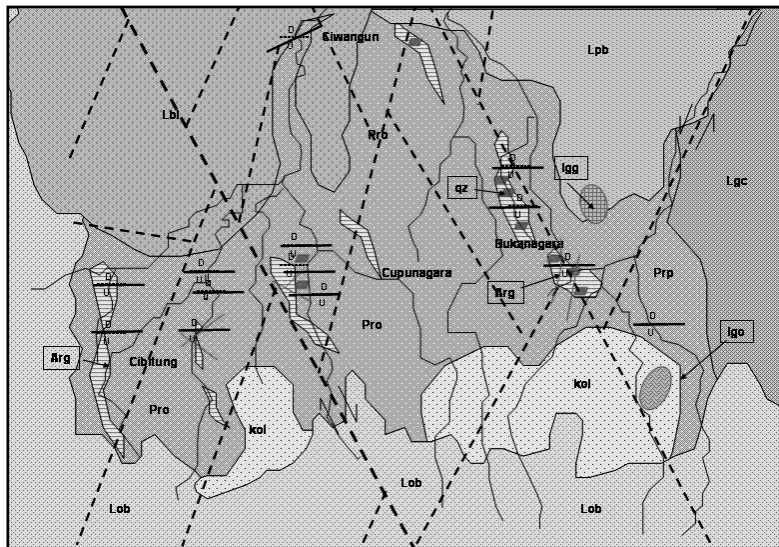 Ciwangun
D
U
Lpb
Lbl
Pro
D
Igg
Lgc
qz
D
U
D
Cupunagara
D
Prp
D
D
U
Arg
D
U
U
D
U
D
U
Pro
Igo
Arg
Cibitung
kol
Pro
kol
Lob
Lob
Lob